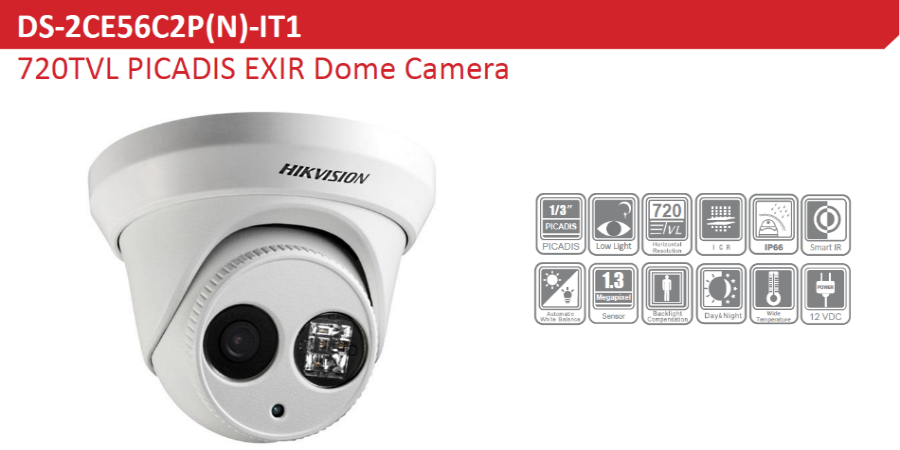 DS-2CE56C2P(N)-IT1
720TVL PICADIS EXIR Dome Camera
HIKVISION
1/3"
PICADIS
PICADIS
Low Light
720
TVL
Horizontal
Resolution
I C R
IP66
Smart IR
Automatic
White Balance
1.3
Megapixel
Sensor
Backlight
Compensation
Day&Night
Wide
Temperature
POWER
12 VDC